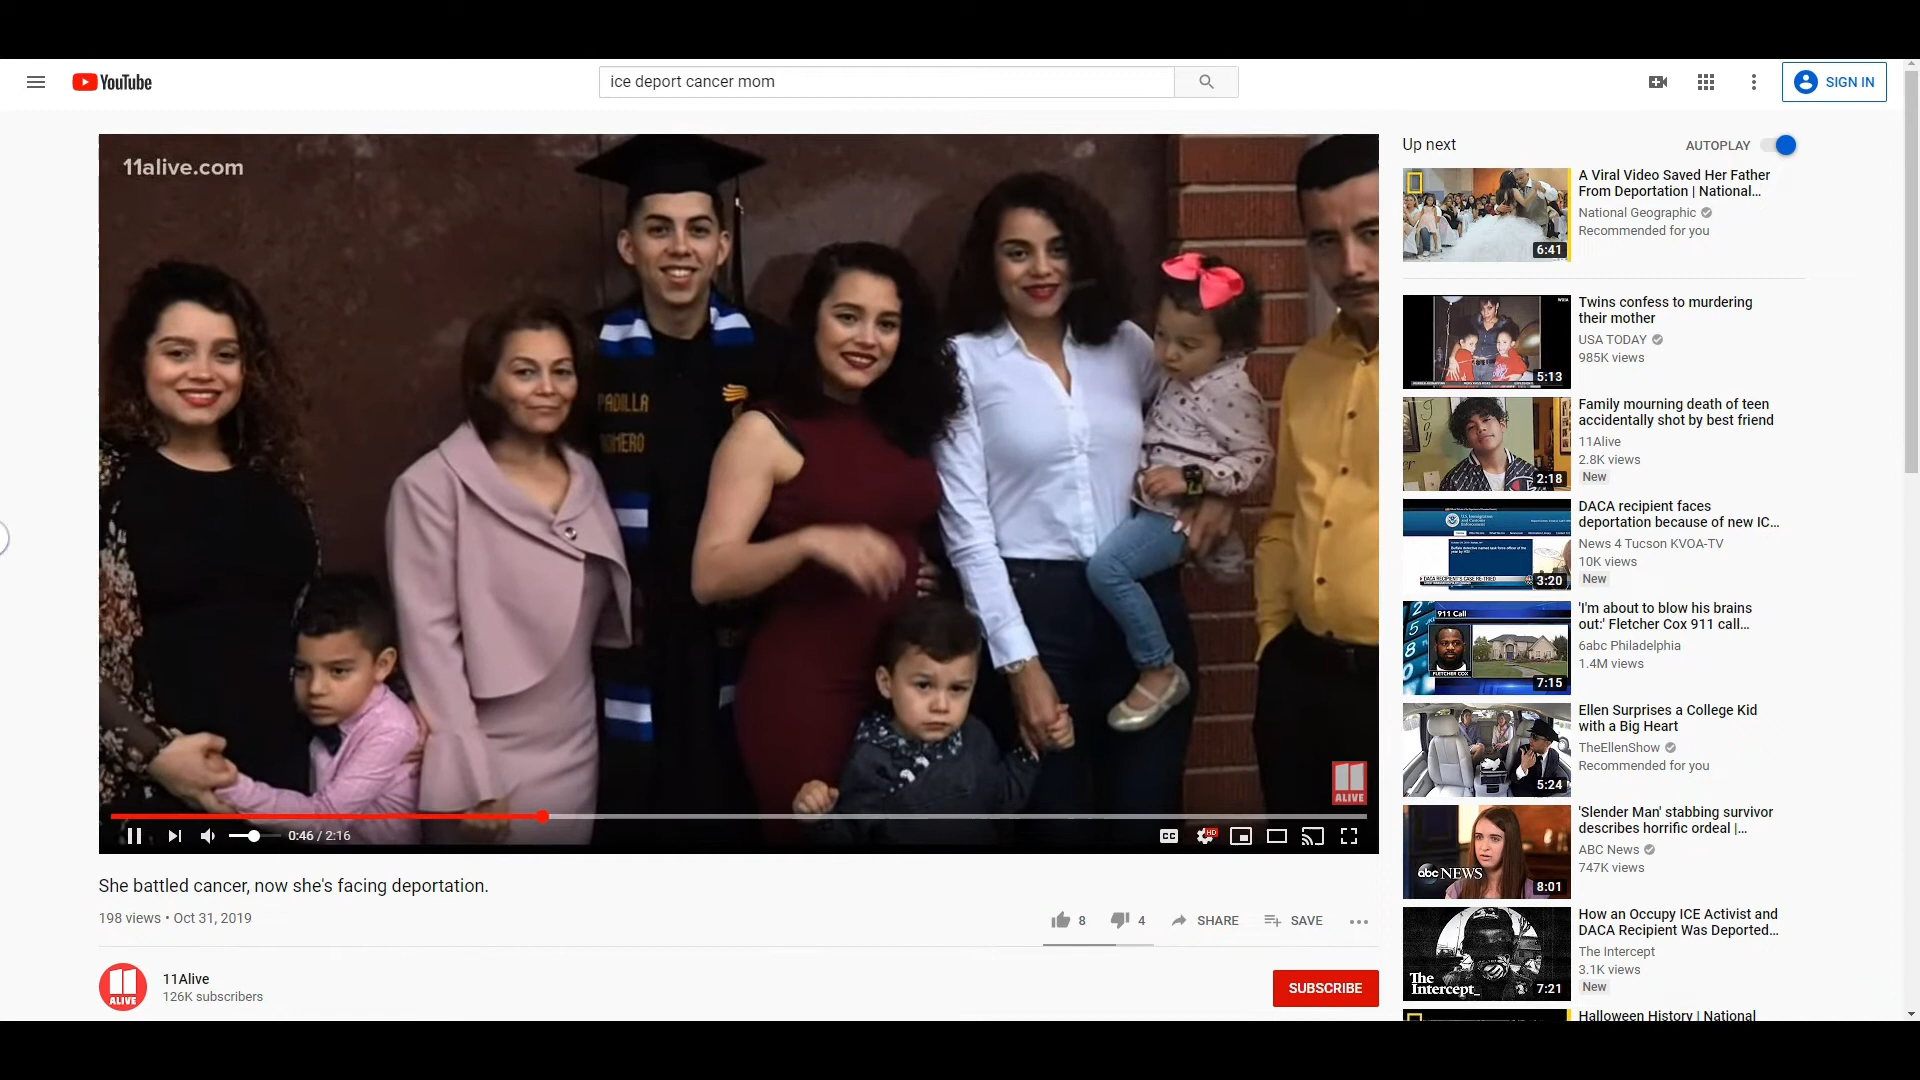 YouTube
ice deport cancer mom
SIGN IN
11alive.com
PADILLA
ROMERO
11
ALIVE
0:46 / 2:16
CC
HD
She battled cancer, now she's facing deportation.
198 views • Oct 31, 2019
8
4
SHARE
SAVE
11
ALIVE
11Alive
126K subscribers
SUBSCRIBE
Up next
AUTOPLAY
6:41
A Viral Video Saved Her Father
From Deportation | National...
National Geographic
Recommended for you
5:13
Twins confess to murdering
their mother
USA TODAY
985K views
2:18
Family mourning death of teen
accidentally shot by best friend
11Alive
2.8K views
New
3:20
DACA recipient faces
deportation because of new IC...
News 4 Tucson KVOA-TV
10K views
New
911 Call
FLETCHER COX
7:15
'I'm about to blow his brains
out:' Fletcher Cox 911 call...
6abc Philadelphia
1.4M views
5:24
Ellen Surprises a College Kid
with a Big Heart
TheEllenShow
Recommended for you
abc NEWS
8:01
'Slender Man' stabbing survivor
describes horrific ordeal |...
ABC News
747K views
The
Intercept_
7:21
How an Occupy ICE Activist and
DACA Recipient Was Deported...
The Intercept
3.1K views
New
Halloween History | National